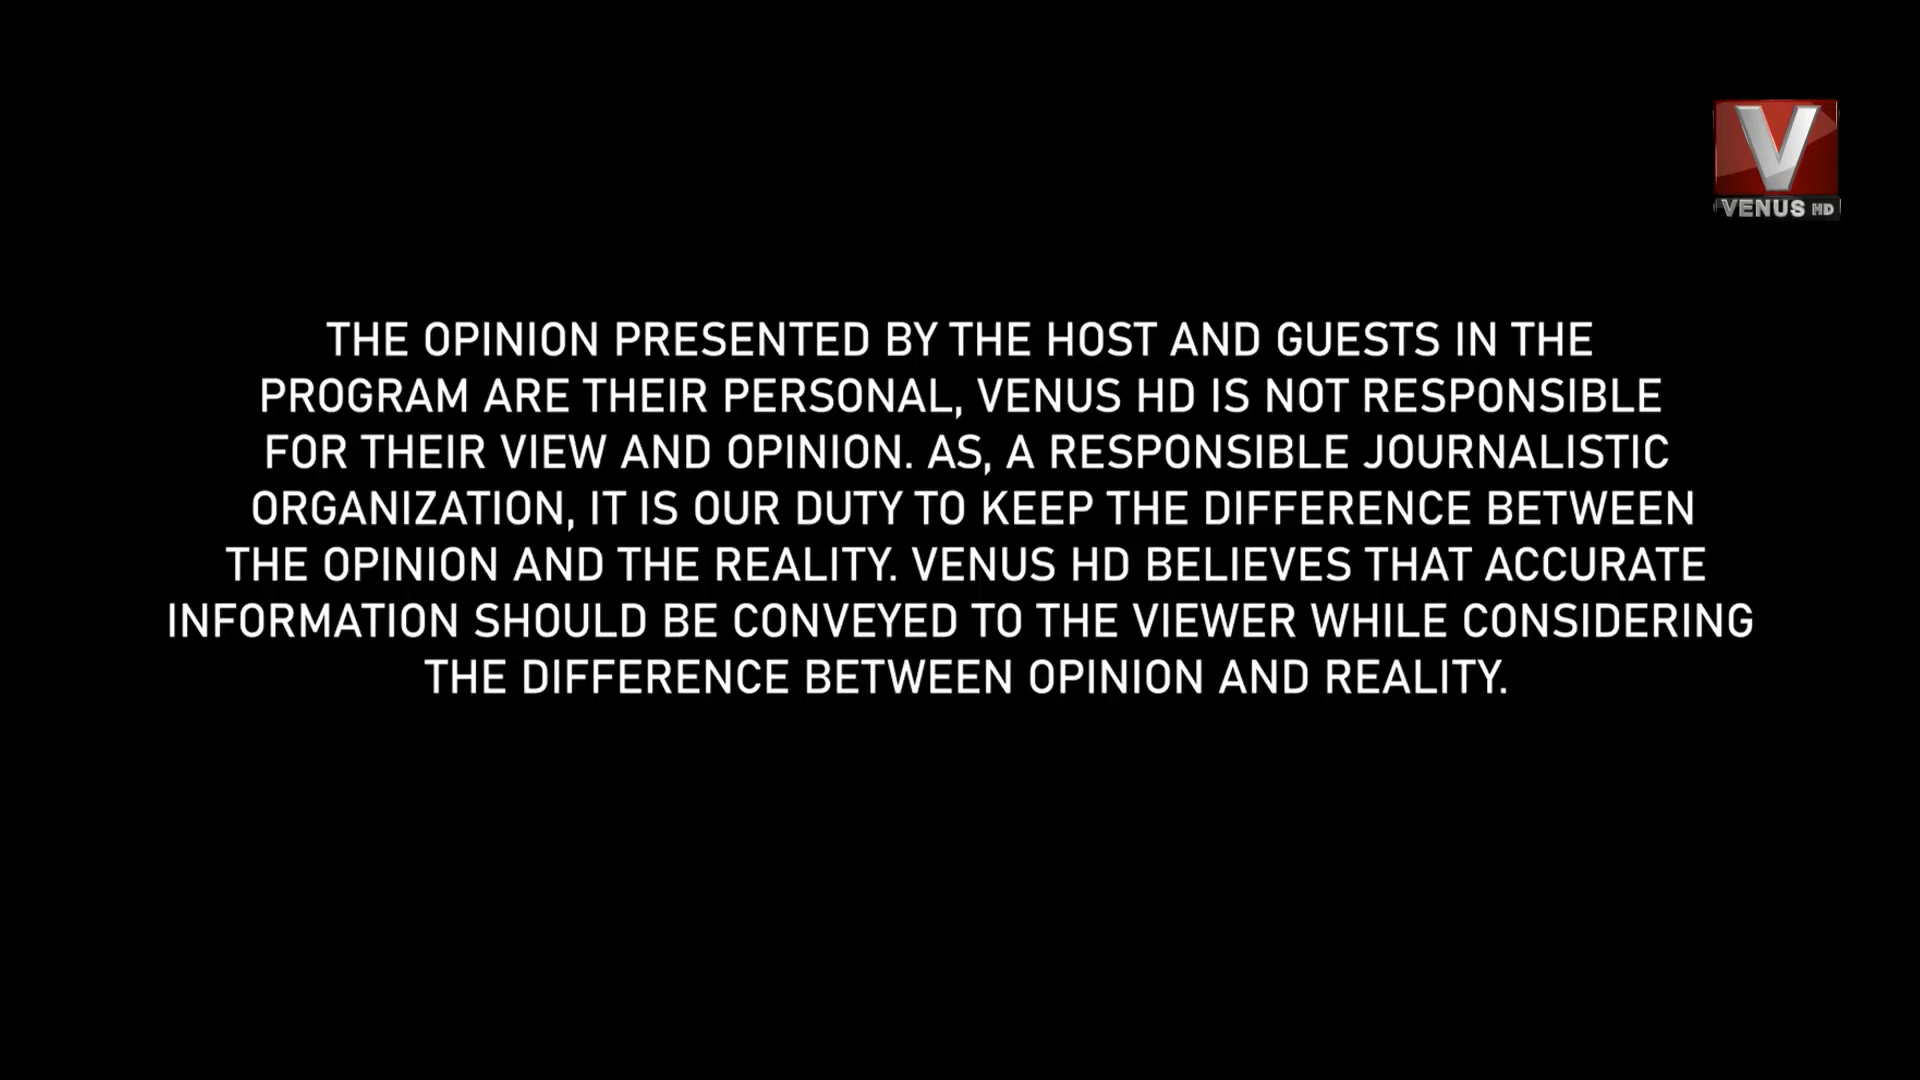 V
VENUS HD
THE OPINION PRESENTED BY THE HOST AND GUESTS IN THE
PROGRAM ARE THEIR PERSONAL, VENUS HD IS NOT RESPONSIBLE
FOR THEIR VIEW AND OPINION. AS, A RESPONSIBLE JOURNALISTIC
ORGANIZATION, IT IS OUR DUTY TO KEEP THE DIFFERENCE BETWEEN
THE OPINION AND THE REALITY. VENUS HD BELIEVES THAT ACCURATE
INFORMATION SHOULD BE CONVEYED TO THE VIEWER WHILE CONSIDERING
THE DIFFERENCE BETWEEN OPINION AND REALITY.